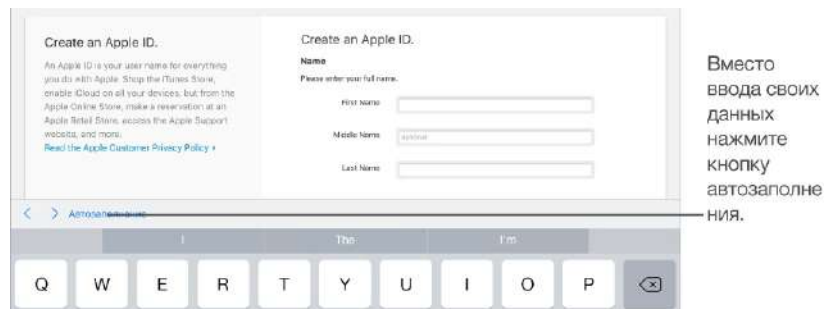 Create an Apple ID.
An Apple ID is your user name for everything
you do with Apple. Shop the iTunes Store,
enable iCloud on all your devices, buy from the
Apple Online Store, make a reservation at an
Apple Retail Store, access the Apple Support
website, and more.
Read the Apple Customer Privacy Policy ›
Create an Apple ID.
Name
Please enter your full name.
First Name
Middle Name
optional
Last Name
Вместо
ввода своих
данных
нажмите
кнопку
автозаполне
ния.
< > Автозаполнение
I The I'm
Q W E R T Y U I O P